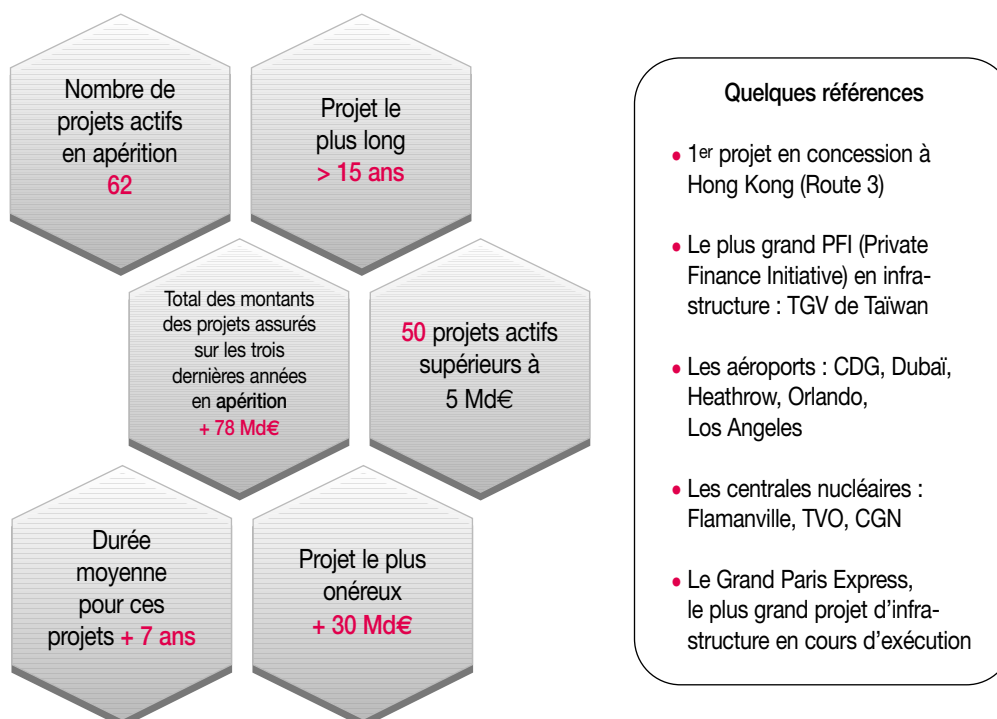 Nombre de
projets actifs
en apérition
62
Projet le
plus long
> 15 ans
Total des montants
des projets assurés
sur les trois
dernières années
en apérition
+ 78 Md€
50 projets actifs
supérieurs à
5 Md€
Durée
moyenne
pour ces
projets + 7 ans
Projet le plus
onéreux
+ 30 Md€
Quelques références
• 1er projet en concession à
Hong Kong (Route 3)
• Le plus grand PFI (Private
Finance Initiative) en infra-
structure : TGV de Taïwan
• Les aéroports : CDG, Dubaï,
Heathrow, Orlando,
Los Angeles
• Les centrales nucléaires :
Flamanville, TVO, CGN
• Le Grand Paris Express,
le plus grand projet d’infra-
structure en cours d’exécution